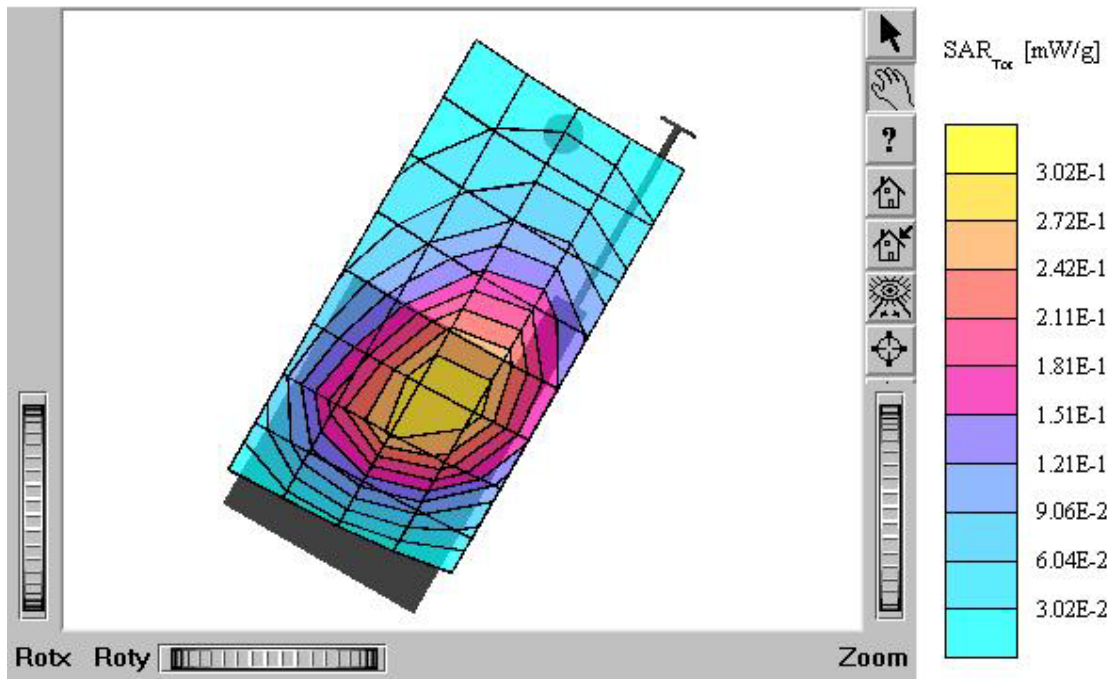 SAR Tot [mW/g]
?
3.02E-1
2.72E-1
2.42E-1
2.11E-1
1.81E-1
1.51E-1
1.21E-1
9.06E-2
6.04E-2
3.02E-2
Rotx Roty Zoom